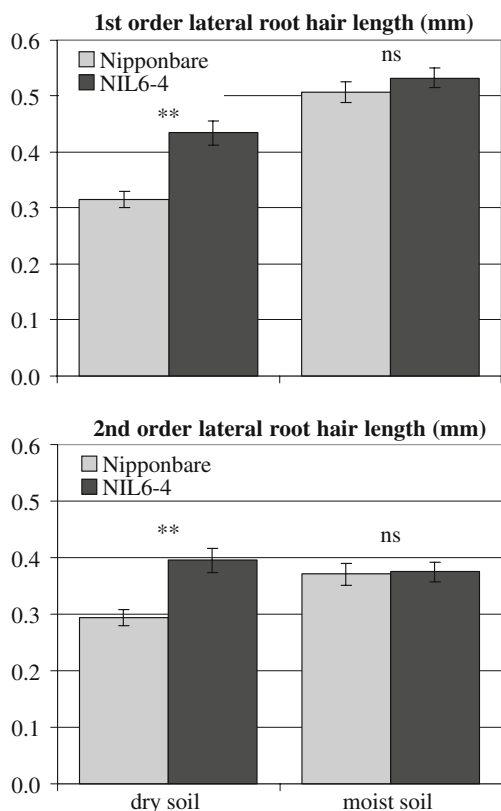 1st order lateral root hair length (mm)
0.6
Nipponbare
NIL6-4
ns
0.5
**
0.4
0.3
0.2
0.1
0.0
2nd order lateral root hair length (mm)
0.6
Nipponbare
NIL6-4
0.5
**
ns
0.4
0.3
0.2
0.1
0.0
dry soil moist soil